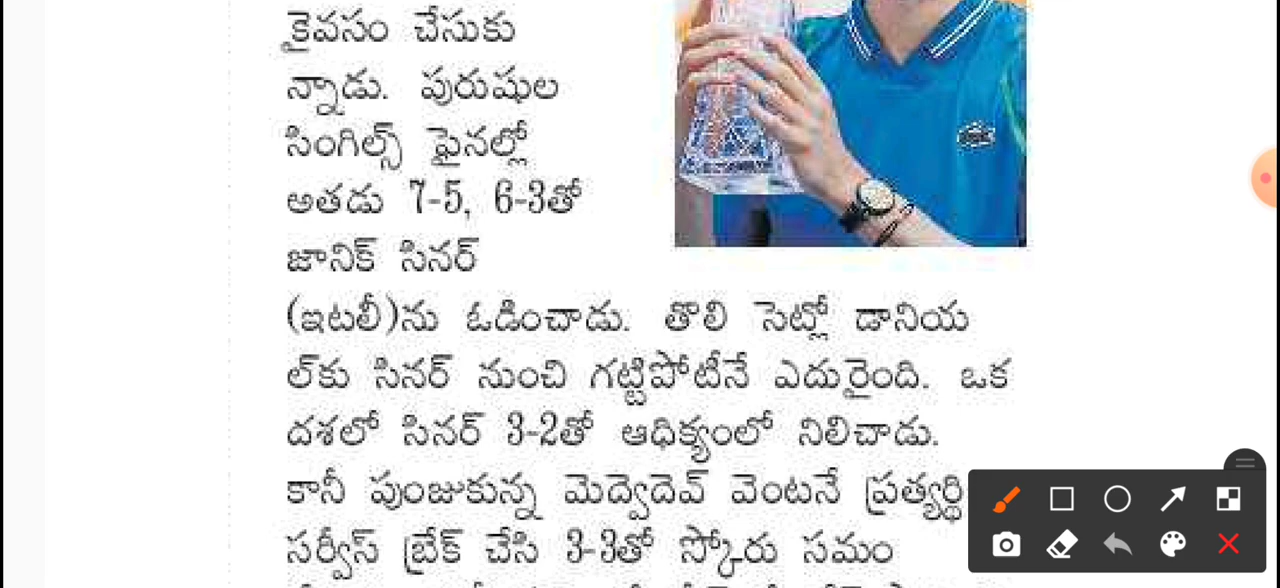 కైవసం చేసుకు
న్నాడు. పురుషుల
సింగిల్స్ ఫైనల్లో
అతడు 7-5, 6-3తో
జానిక్ సినర్
(ఇటలీ)ను ఓడించాడు. తొలి సెట్లో డానియ
ల్‌కు సినర్ నుంచి గట్టిపోటీనే ఎదురైంది. ఒక
దశలో సినర్ 3-2తో ఆధిక్యంలో నిలిచాడు.
కానీ పుంజుకున్న మెద్వెదెవ్ వెంటనే ప్రత్యర్థి
సర్వీస్ బ్రేక్ చేసి 3-3తో స్కోరు సమం